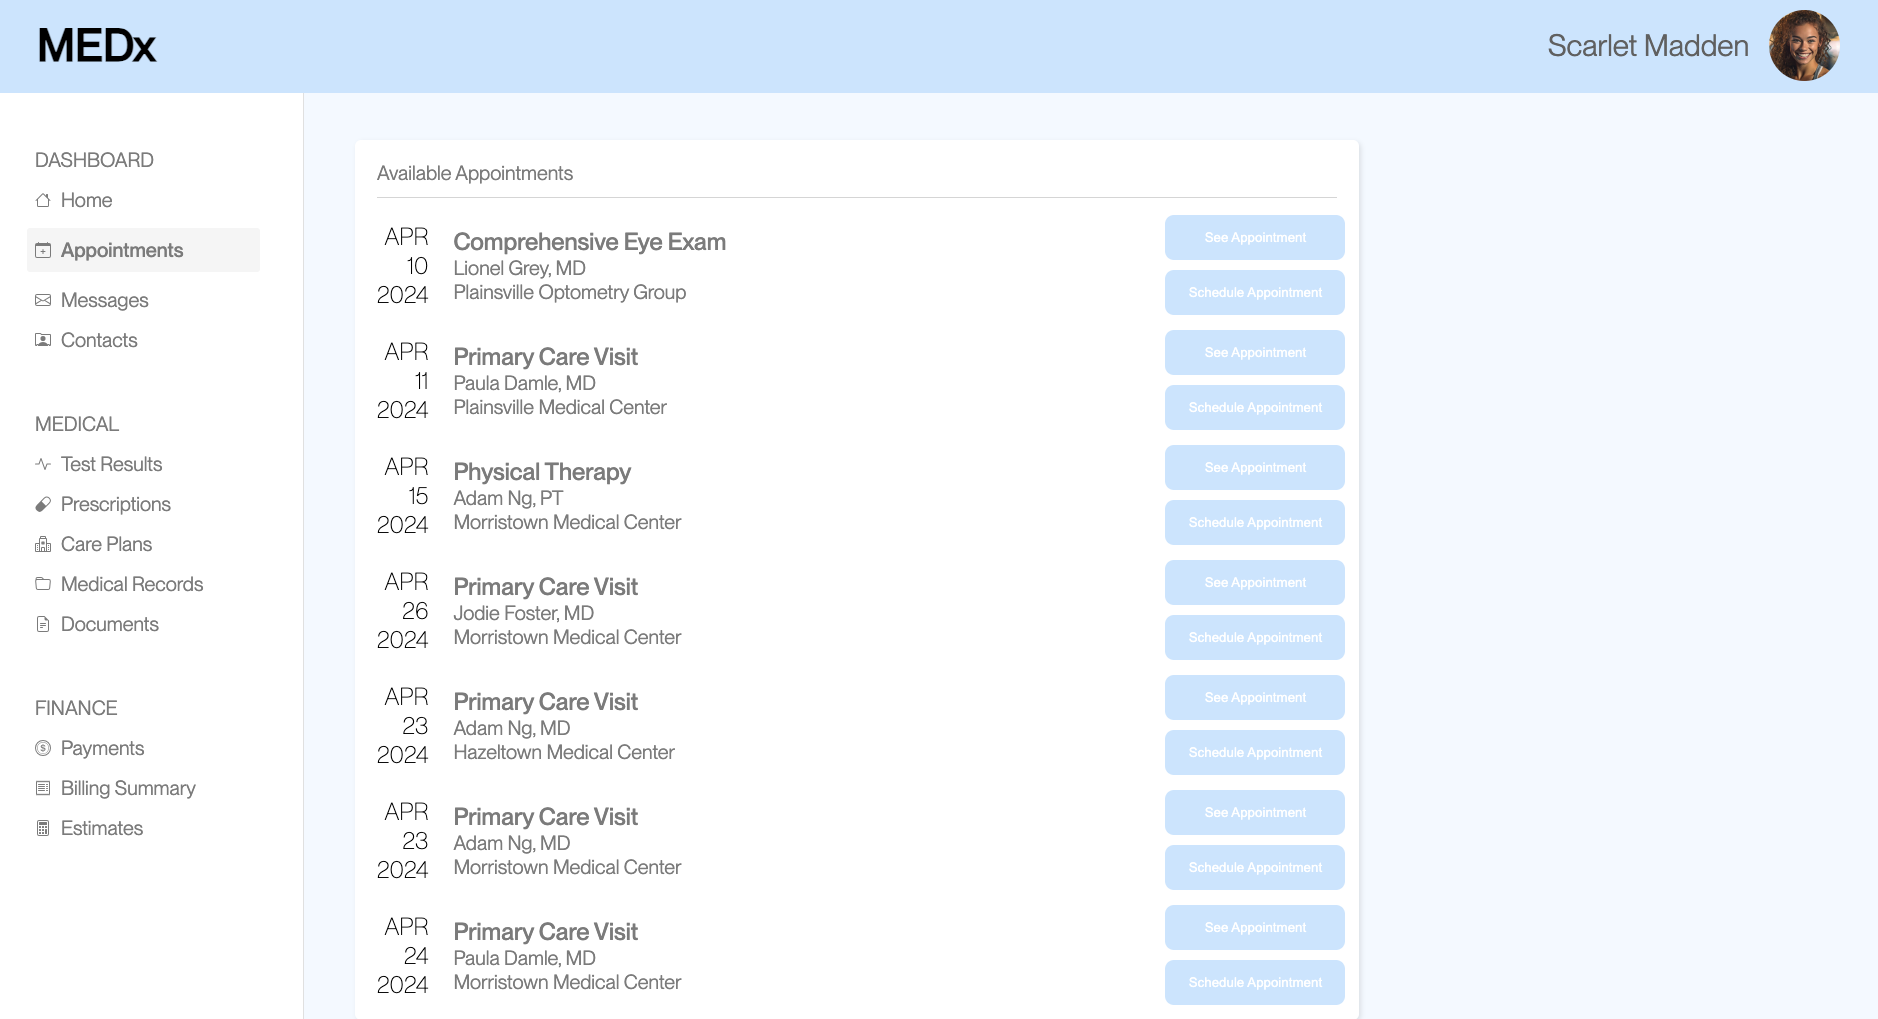 MEDx
Scarlet Madden
DASHBOARD
Home
Appointments
Messages
Contacts
MEDICAL
Test Results
Prescriptions
Care Plans
Medical Records
Documents
FINANCE
Payments
Billing Summary
Estimates
Available Appointments
APR
10
2024
Comprehensive Eye Exam
Lionel Grey, MD
Plainsville Optometry Group
See Appointment
Schedule Appointment
APR
11
2024
Primary Care Visit
Paula Damle, MD
Plainsville Medical Center
See Appointment
Schedule Appointment
APR
15
2024
Physical Therapy
Adam Ng, PT
Morristown Medical Center
See Appointment
Schedule Appointment
APR
26
2024
Primary Care Visit
Jodie Foster, MD
Morristown Medical Center
See Appointment
Schedule Appointment
APR
23
2024
Primary Care Visit
Adam Ng, MD
Hazeltown Medical Center
See Appointment
Schedule Appointment
APR
23
2024
Primary Care Visit
Adam Ng, MD
Morristown Medical Center
See Appointment
Schedule Appointment
APR
24
2024
Primary Care Visit
Paula Damle, MD
Morristown Medical Center
See Appointment
Schedule Appointment